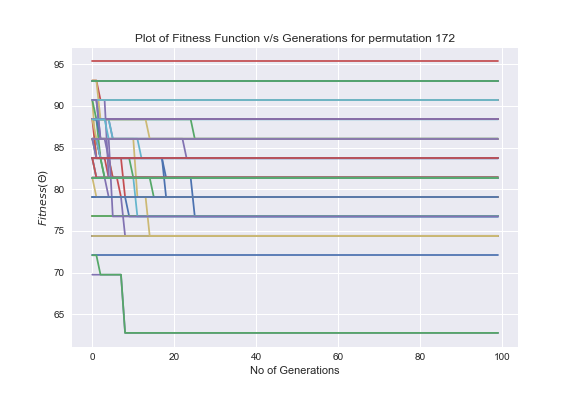 Plot of Fitness Function v/s Generations for permutation 172
Fitness(Θ)
95
90
85
80
75
70
65
0 20 40 60 80 100
No of Generations